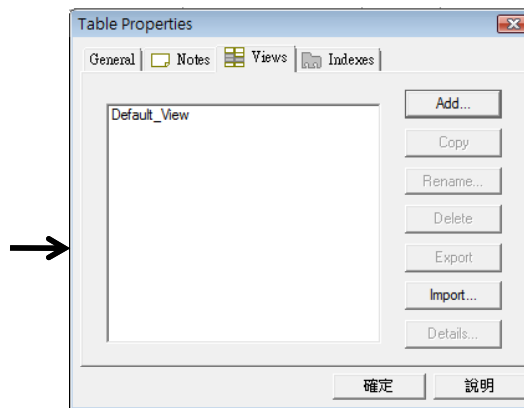 Table Properties
General Notes Views Indexes
Default_View
Add...
Copy
Rename...
Delete
Export
Import...
Details...
確定 說明